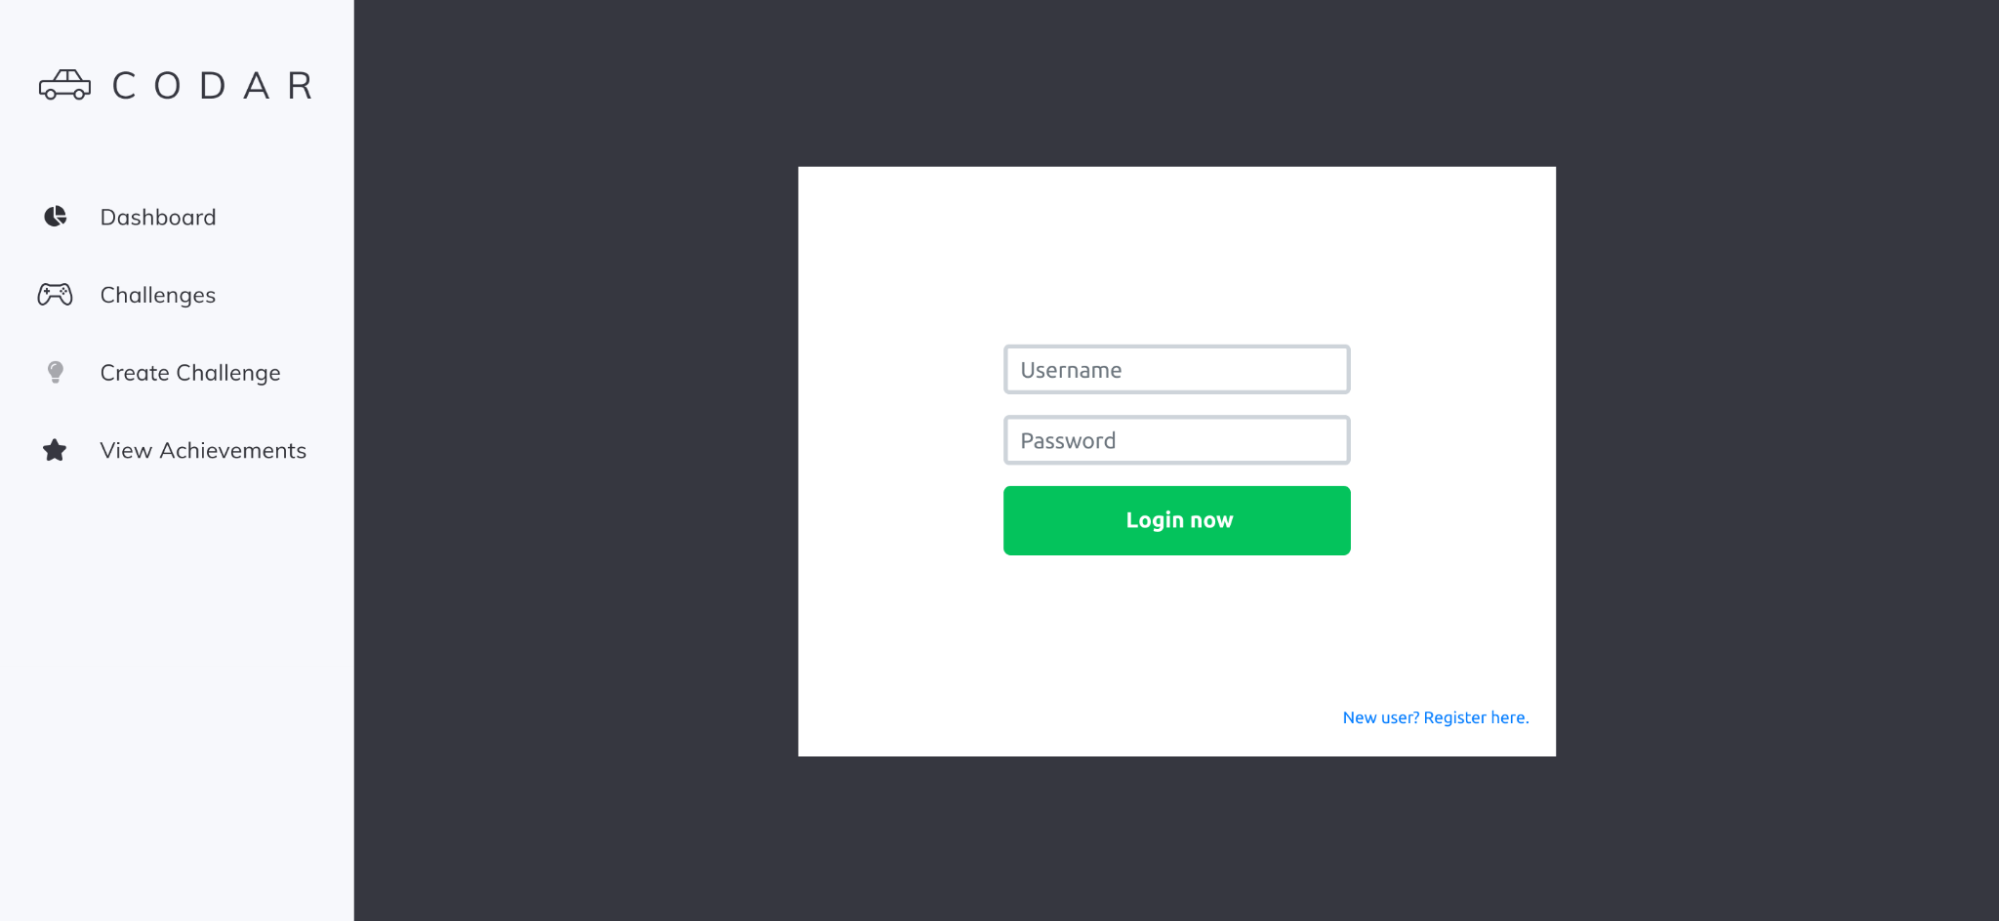 CODAR
Dashboard
Challenges
Create Challenge
View Achievements
Username
Password
Login now
New user? Register here.